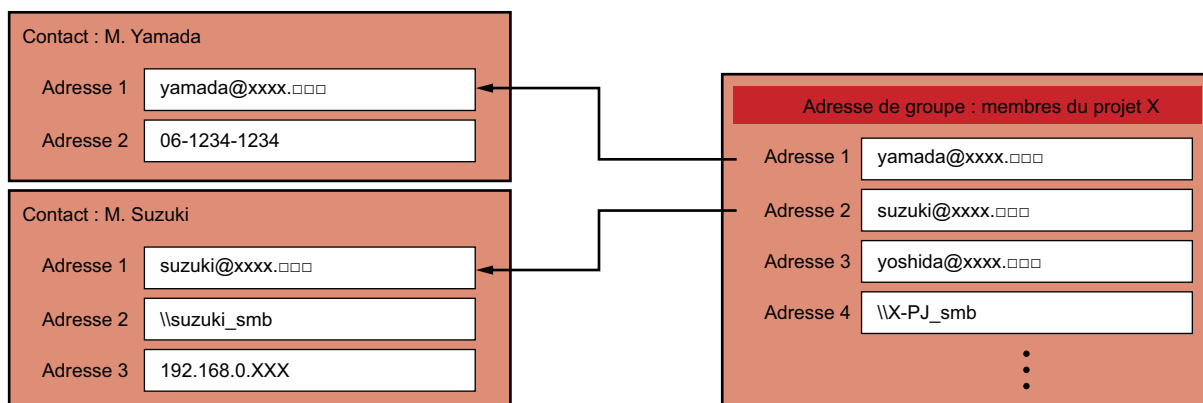 Contact : M. Yamada
Adresse 1 yamada@xxxx.□□□
Adresse 2 06-1234-1234
Contact : M. Suzuki
Adresse 1 suzuki@xxxx.□□□
Adresse 2 \\suzuki_smb
Adresse 3 192.168.0.XXX
Adresse de groupe : membres du projet X
Adresse 1 yamada@xxxx.□□□
Adresse 2 suzuki@xxxx.□□□
Adresse 3 yoshida@xxxx.□□□
Adresse 4 \\X-PJ_smb